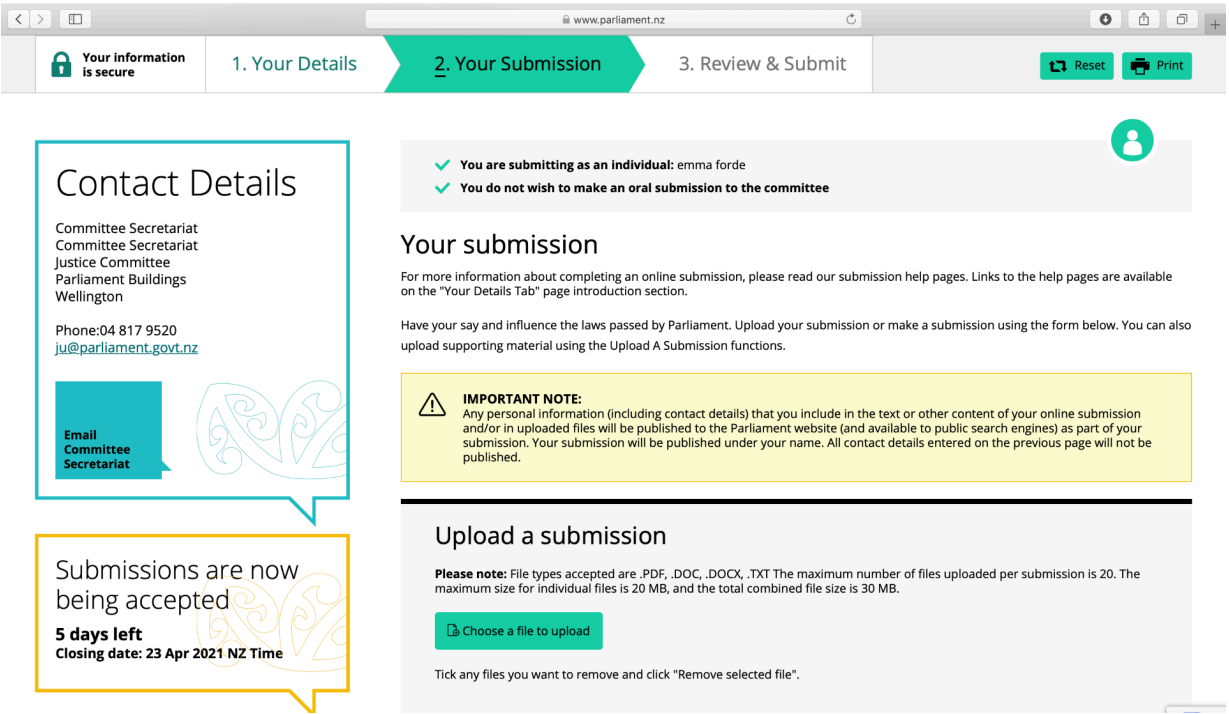 www.parliament.nz
Your information
is secure
1. Your Details
2. Your Submission
3. Review & Submit
Reset
Print
Contact Details
Committee Secretariat
Committee Secretariat
Justice Committee
Parliament Buildings
Wellington
Phone:04 817 9520
ju@parliament.govt.nz
Email
Committee
Secretariat
Submissions are now
being accepted
5 days left
Closing date: 23 Apr 2021 NZ Time
You are submitting as an individual: emma forde
You do not wish to make an oral submission to the committee
Your submission
For more information about completing an online submission, please read our submission help pages. Links to the help pages are available
on the "Your Details Tab" page introduction section.
Have your say and influence the laws passed by Parliament. Upload your submission or make a submission using the form below. You can also
upload supporting material using the Upload A Submission functions.
IMPORTANT NOTE:
Any personal information (including contact details) that you include in the text or other content of your online submission
and/or in uploaded files will be published to the Parliament website (and available to public search engines) as part of your
submission. Your submission will be published under your name. All contact details entered on the previous page will not be
published.
Upload a submission
Please note: File types accepted are .PDF, .DOC, .DOCX, .TXT The maximum number of files uploaded per submission is 20. The
maximum size for individual files is 20 MB, and the total combined file size is 30 MB.
Choose a file to upload
Tick any files you want to remove and click "Remove selected file".